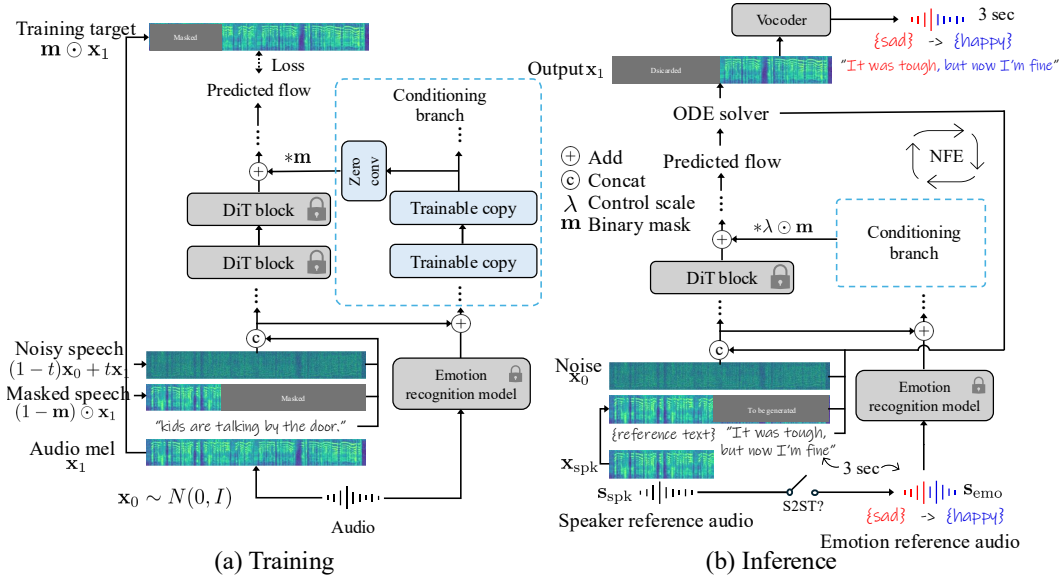 Training target
m ⊙ x₁
Masked
Loss
Predicted flow
Conditioning
branch
∗m
Zero
conv
DiT block
Trainable copy
DiT block
Trainable copy
c
Noisy speech
(1−t)x₀ + tx₁
Masked speech
(1−m) ⊙ x₁
Masked
"kids are talking by the door."
Emotion
recognition model
Audio mel
x₁
x₀ ∼ N(0, I)
Audio
(a) Training
Vocoder
3 sec
{sad} -> {happy}
"It was tough, but now I'm fine"
Output x₁
Dsicarded
ODE solver
NFE
Predicted flow
Add
c Concat
λ Control scale
m Binary mask
∗λ ⊙ m
Conditioning
branch
DiT block
c
Noise
x₀
To be generated
{reference text}
"It was tough,
but now I'm fine"
Emotion
recognition model
x_spk
3 sec
s_spk
S2ST?
s_emo
Speaker reference audio
{sad} -> {happy}
Emotion reference audio
(b) Inference